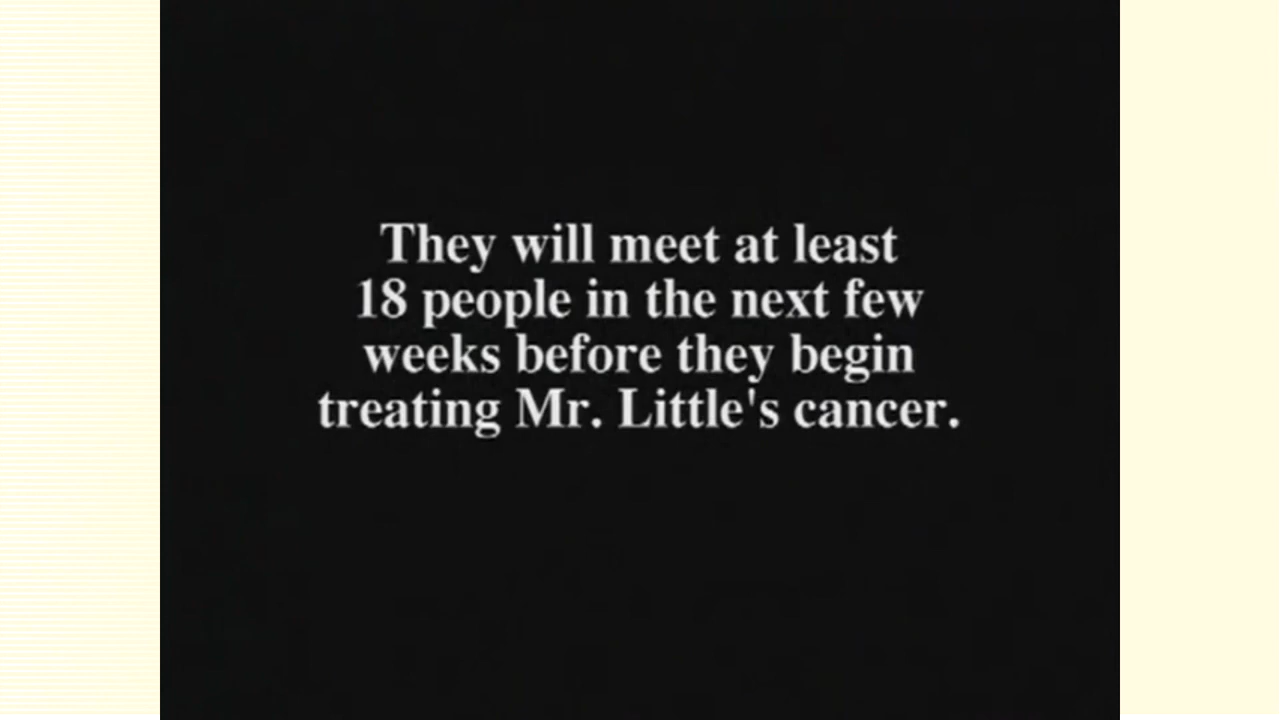 They will meet at least
18 people in the next few
weeks before they begin
treating Mr. Little's cancer.